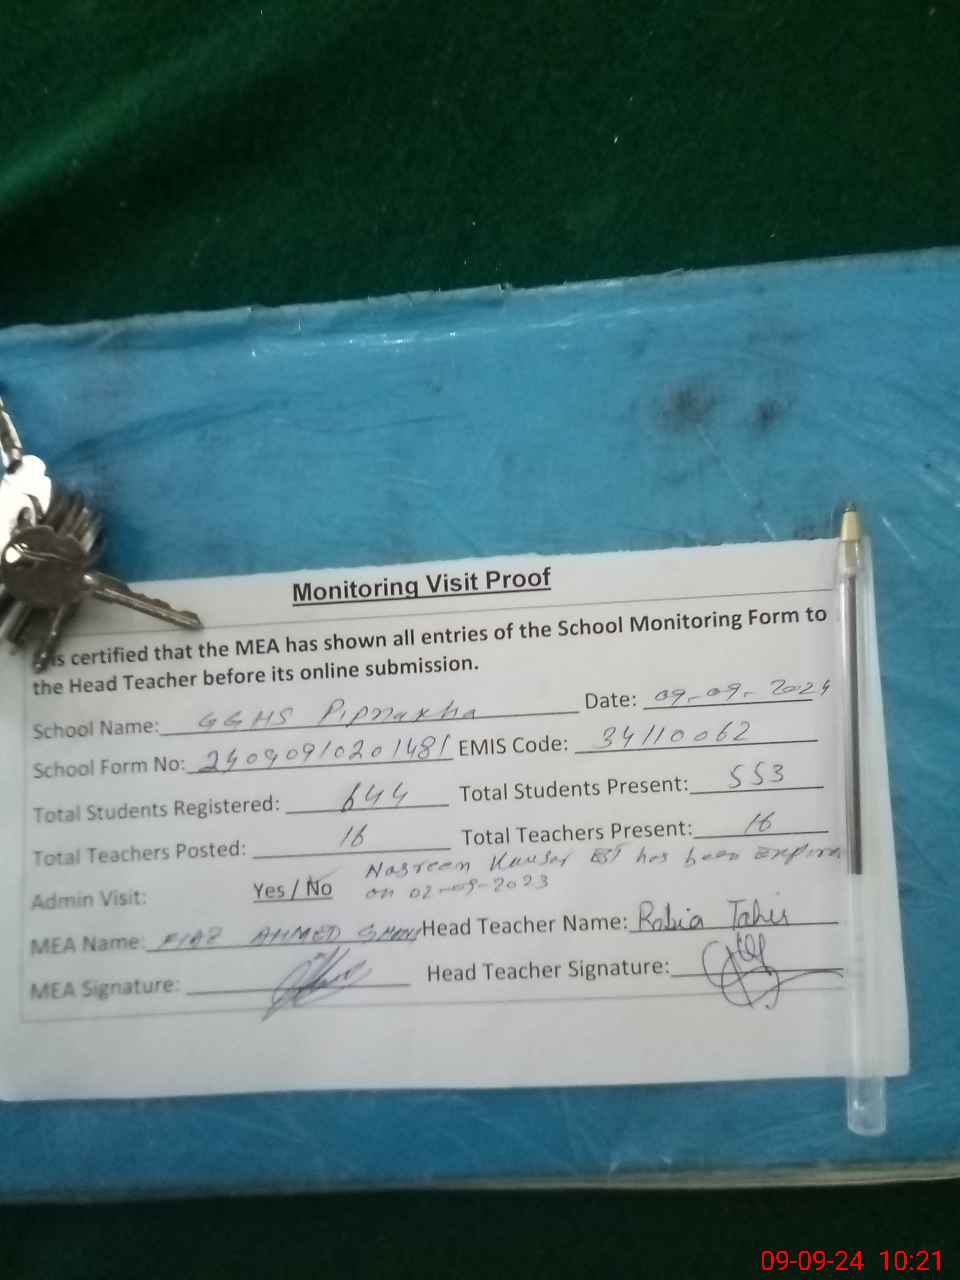 Monitoring Visit Proof
is certified that the MEA has shown all entries of the School Monitoring Form to
the Head Teacher before its online submission.
School Name: GGHS Pipnakha Date: 09-09-2024
School Form No: 24090910201481 EMIS Code: 34110062
Total Students Registered: 644 Total Students Present: 553
Total Teachers Posted: 16 Total Teachers Present: 16
Nasreen Kausar EST has been Expired
Admin Visit: Yes / No on 02-09-2023
MEA Name: FIAZ AHMED Head Teacher Name: Rabia Tahir
MEA Signature: Head Teacher Signature:
09-09-24 10:21